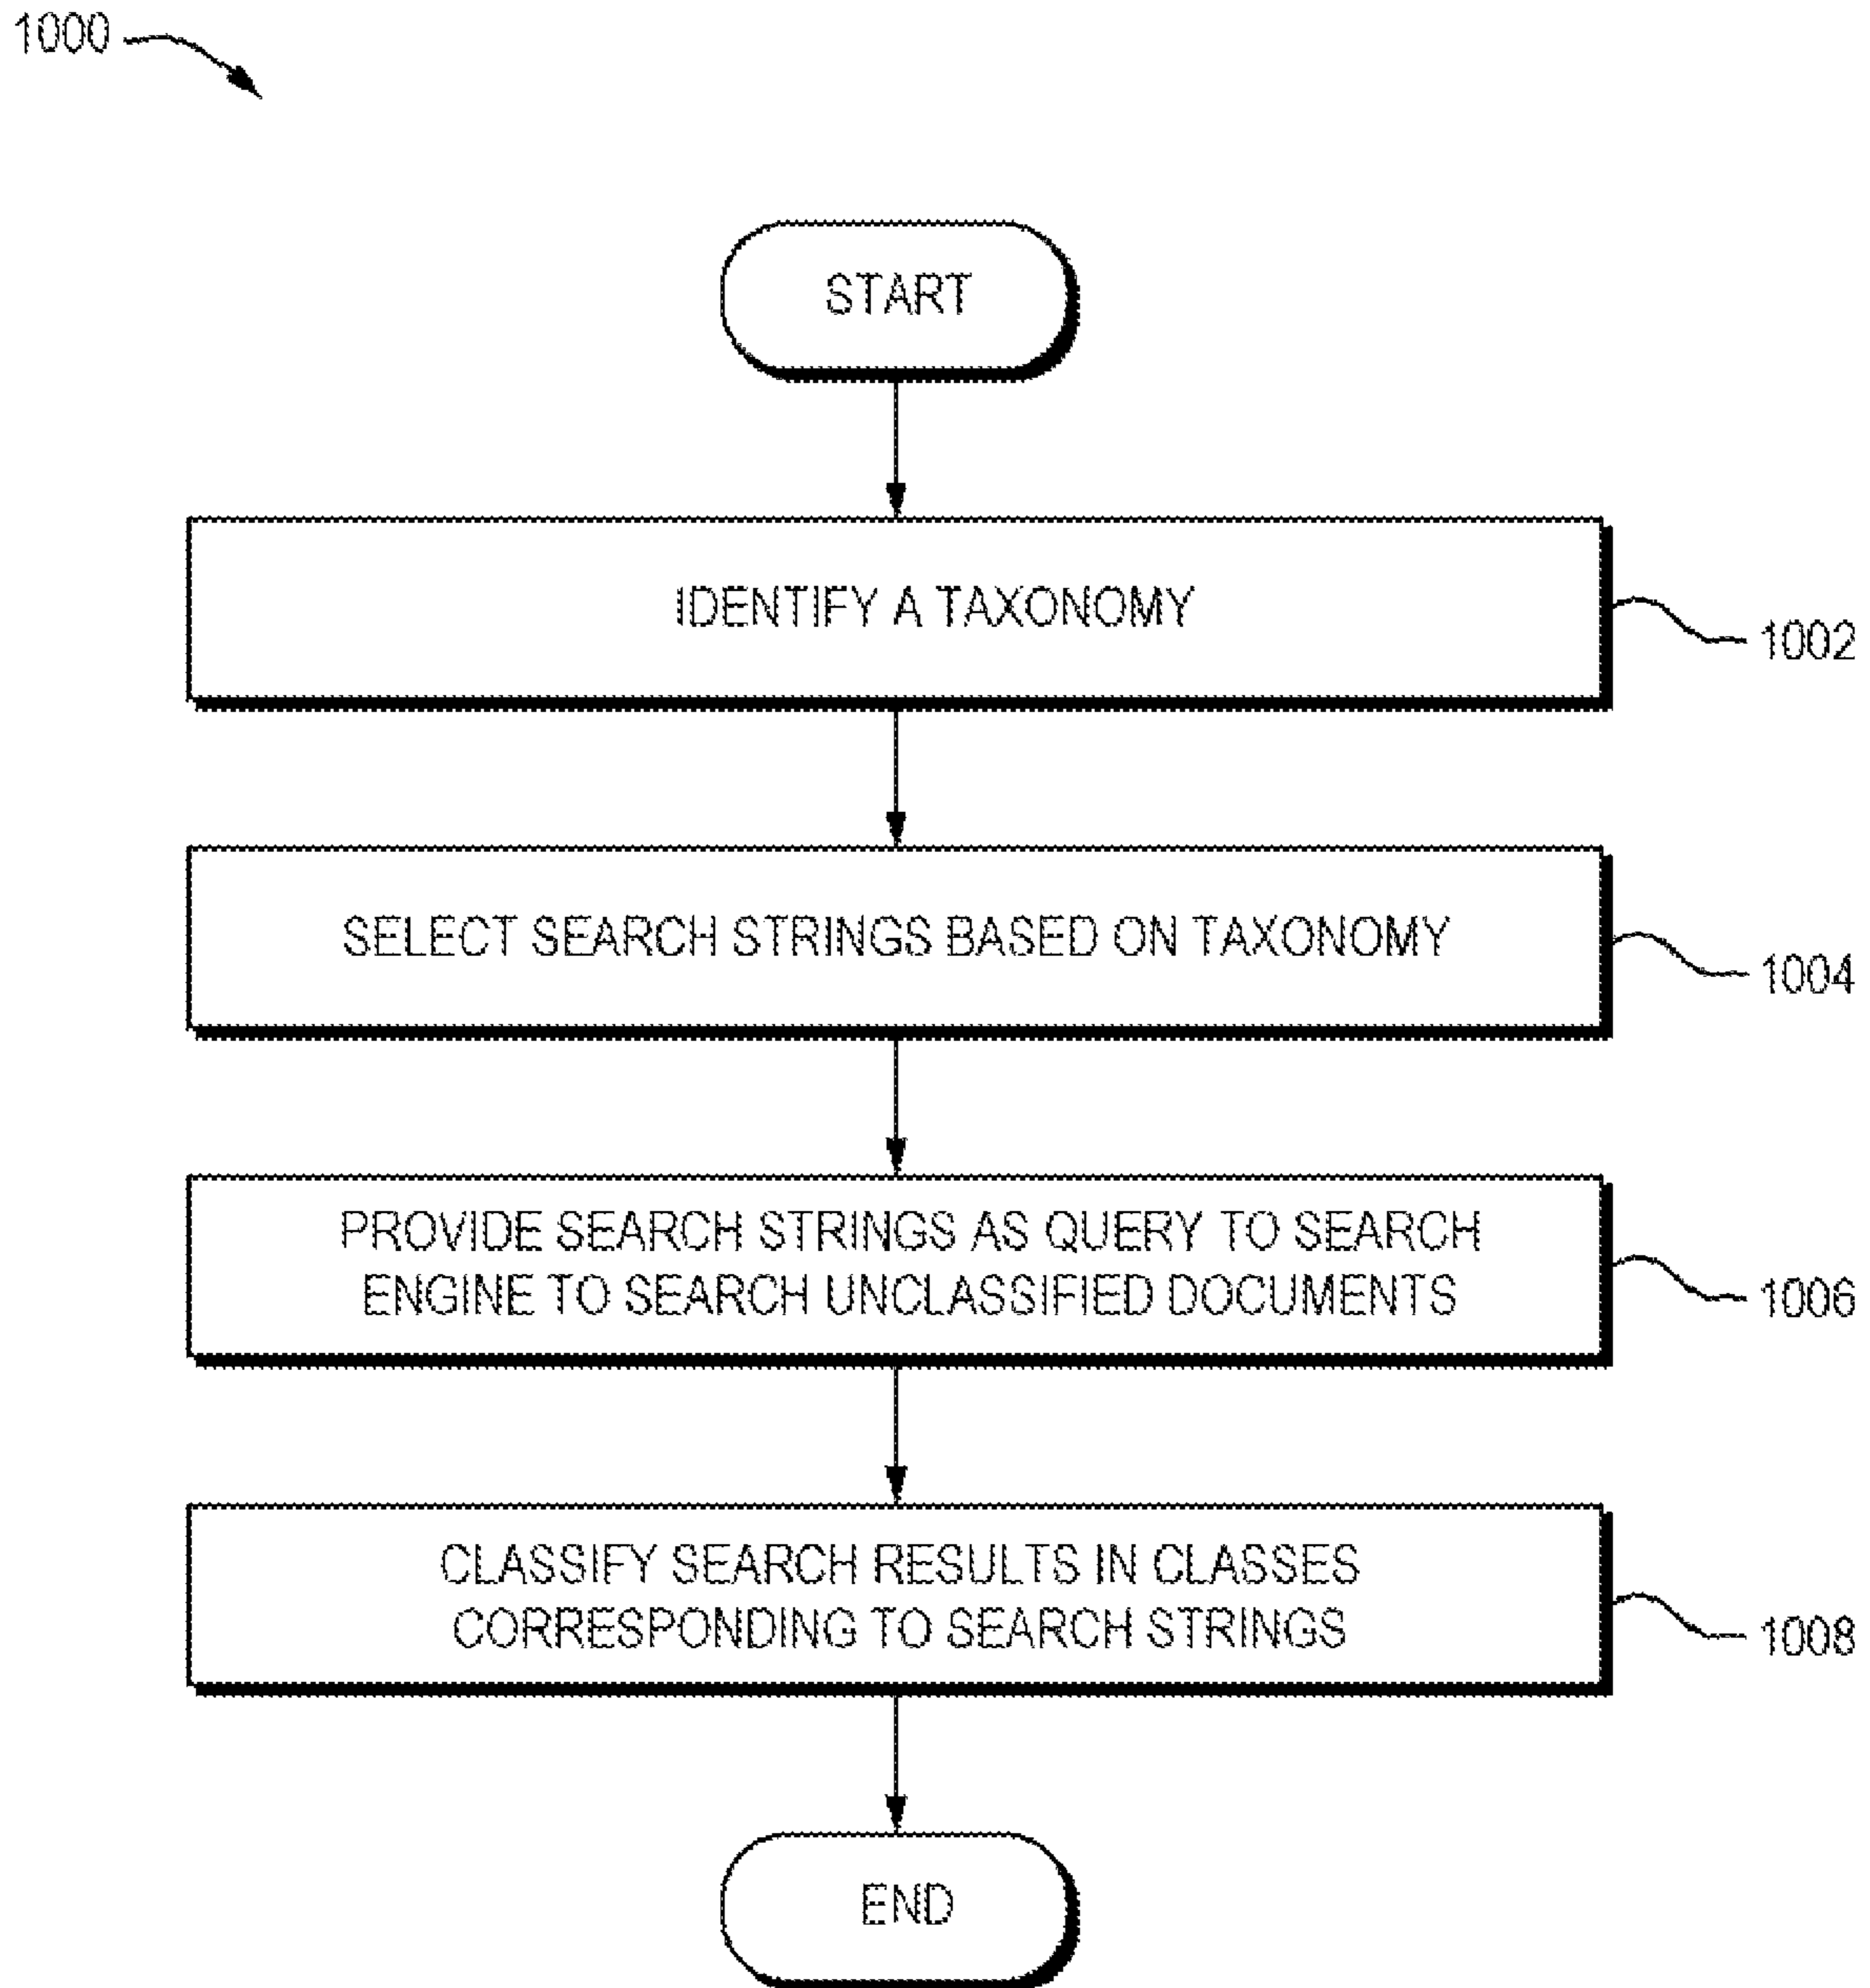 1000
START
IDENTIFY A TAXONOMY
1002
SELECT SEARCH STRINGS BASED ON TAXONOMY
1004
PROVIDE SEARCH STRINGS AS QUERY TO SEARCH
ENGINE TO SEARCH UNCLASSIFIED DOCUMENTS
1006
CLASSIFY SEARCH RESULTS IN CLASSES
CORRESPONDING TO SEARCH STRINGS
1008
END